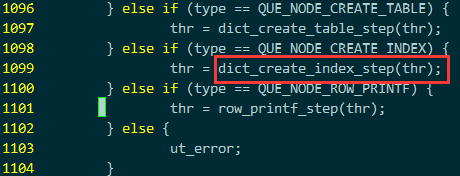 1096 } else if (type == QUE_NODE_CREATE_TABLE) {
1097 thr = dict_create_table_step(thr);
1098 } else if (type == QUE_NODE_CREATE_INDEX) {
1099 thr = dict_create_index_step(thr);
1100 } else if (type == QUE_NODE_ROW_PRINTF) {
1101 thr = row_printf_step(thr);
1102 } else {
1103 ut_error;
1104 }